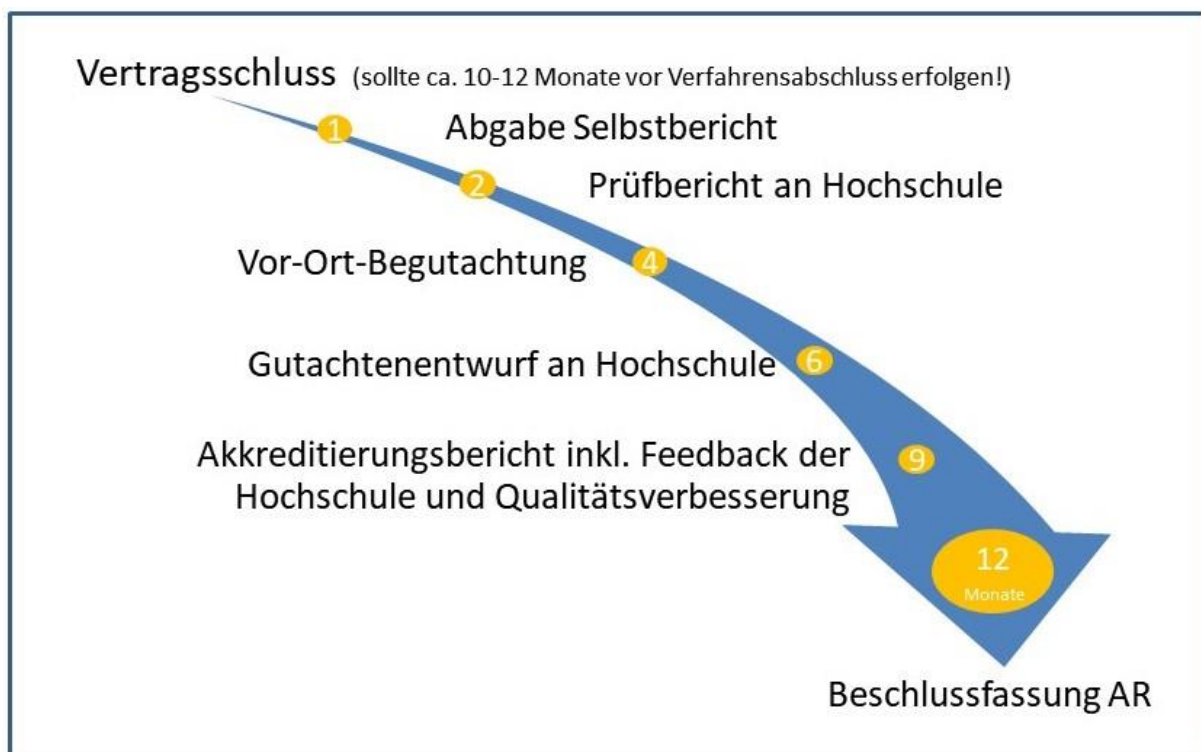 Vertragsschluss (sollte ca. 10-12 Monate vor Verfahrensabschluss erfolgen!)
1 Abgabe Selbstbericht
2 Prüfbericht an Hochschule
Vor-Ort-Begutachtung 4
Gutachtenentwurf an Hochschule 6
Akkreditierungsbericht inkl. Feedback der
Hochschule und Qualitätsverbesserung
9
12
Monate
Beschlussfassung AR